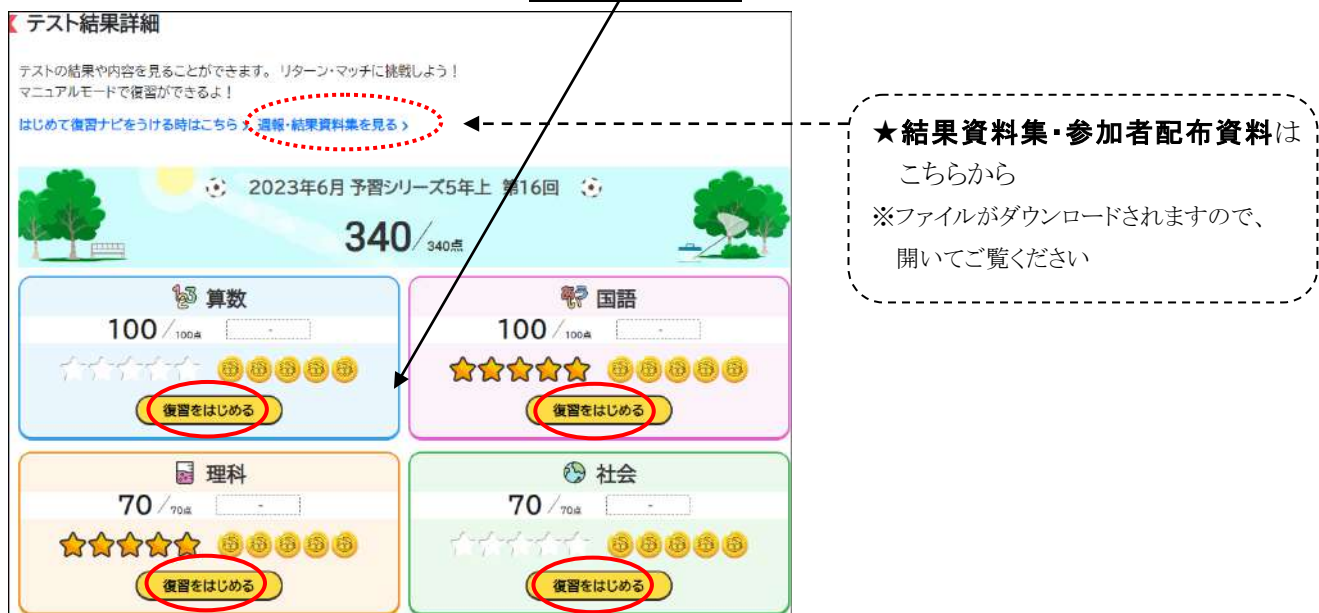 テスト結果詳細
テストの結果や内容を見ることができます。リターン・マッチに挑戦しよう！
マニュアルモードで復習ができるよ！
はじめて復習ナビをうける時はこちら > 週報・結果資料集を見る >
★結果資料集・参加者配布資料は
こちらから
※ファイルがダウンロードされますので、
開いてご覧ください
2023年6月 予習シリーズ5年上 第16回
340/340点
算数
100/100点 -
復習をはじめる
国語
100/100点 -
復習をはじめる
理科
70/70点 -
復習をはじめる
社会
70/70点 -
復習をはじめる